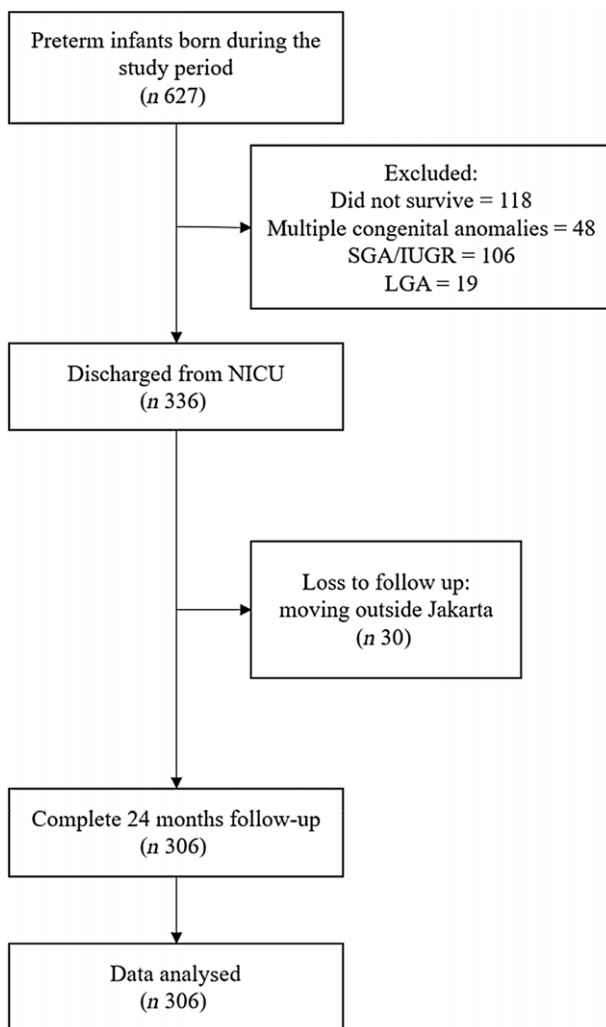 Preterm infants born during the
study period
(n 627)
Excluded:
Did not survive = 118
Multiple congenital anomalies = 48
SGA/IUGR = 106
LGA = 19
Discharged from NICU
(n 336)
Loss to follow up:
moving outside Jakarta
(n 30)
Complete 24 months follow-up
(n 306)
Data analysed
(n 306)